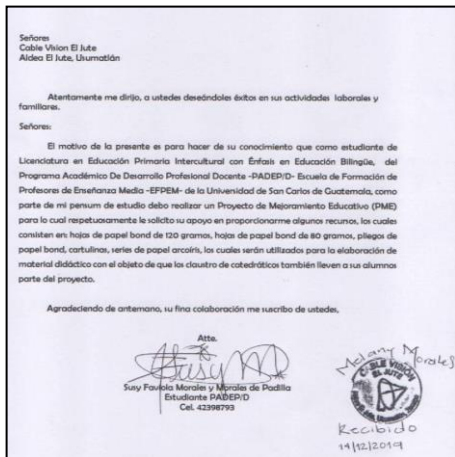 Señores
Cable Vision El Jute
Aldea El Jute, Usumatlán
Atentamente me dirijo, a ustedes deseándoles éxitos en sus actividades laborales y
familiares.
Señores:
El motivo de la presente es para hacer de su conocimiento que como estudiante de
Licenciatura en Educación Primaria Intercultural con Énfasis en Educación Bilingüe, del
Programa Académico De Desarrollo Profesional Docente -PADEP/D- Escuela de Formación de
Profesores de Enseñanza Media -EFPEM- de la Universidad de San Carlos de Guatemala, como
parte de mi pensum de estudio debo realizar un Proyecto de Mejoramiento Educativo (PME)
para lo cual respetuosamente le solicito su apoyo en proporcionarme algunos recursos, los cuales
consisten en: hojas de papel bond de 120 gramos, hojas de papel bond de 80 gramos, pliegos de
papel bond, cartulinas, series de papel arcoíris, los cuales serán utilizados para la elaboración de
material didáctico con el objeto de que los claustro de catedráticos también lleven a sus alumnos
parte del proyecto.
Agradeciendo de antemano, su fina colaboración me suscribo de ustedes,
Atte.
Susy Faviola Morales y Morales de Padilla
Estudiante PADEP/D
Cel. 42398793
Melany Morales
CABLE VISIÓN
EL JUTE
Recibido
14/12/2019